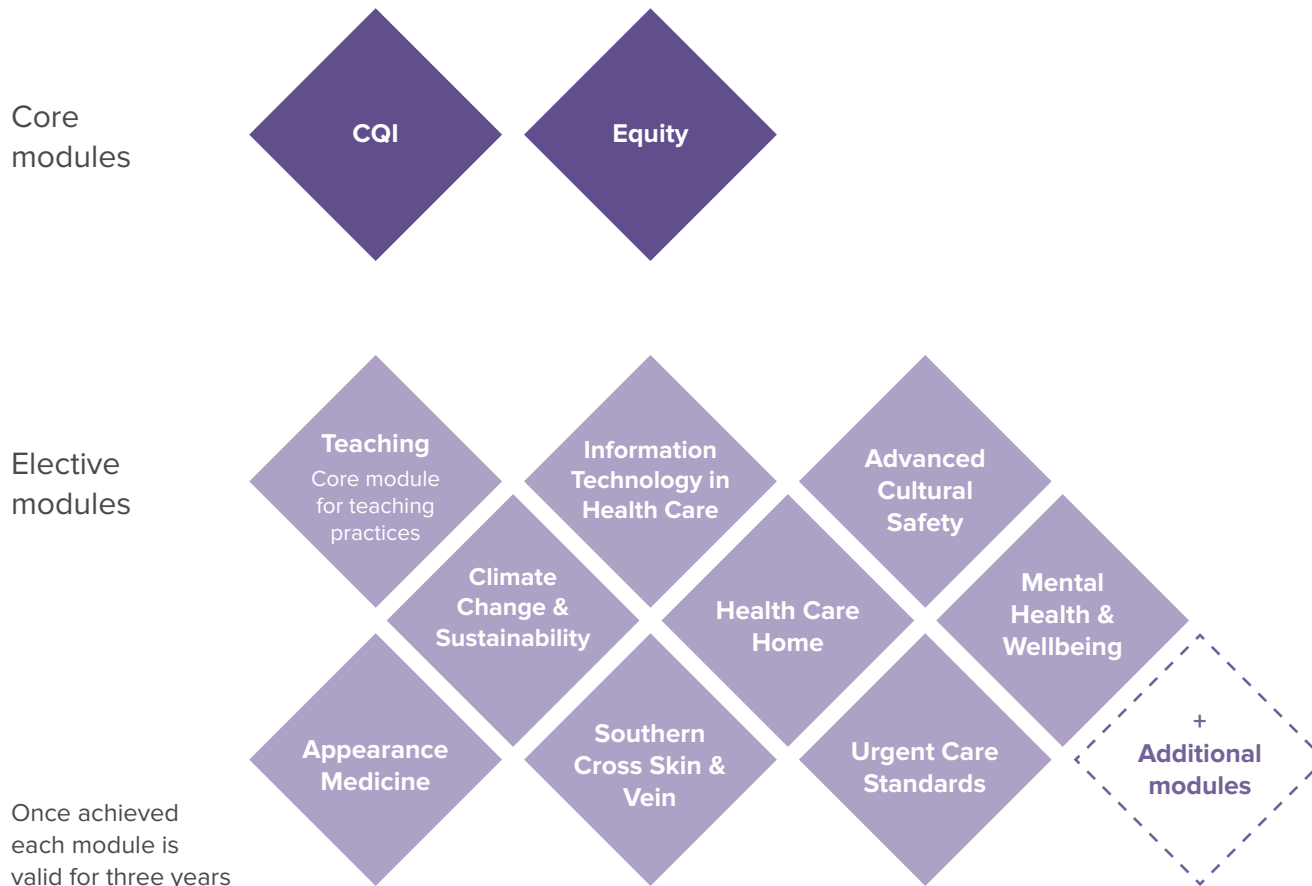 Core
modules
CQI
Equity
Elective
modules
Teaching
Core module
for teaching
practices
Information
Technology in
Health Care
Advanced
Cultural
Safety
Climate
Change &
Sustainability
Health Care
Home
Mental
Health &
Wellbeing
Appearance
Medicine
Southern
Cross Skin &
Vein
Urgent Care
Standards
+
Additional
modules
Once achieved
each module is
valid for three years